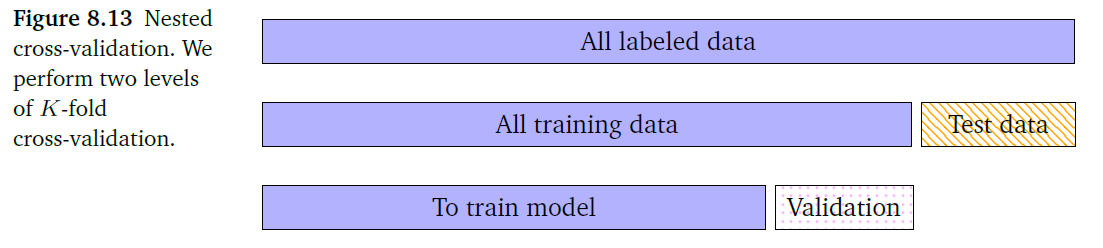 Figure 8.13 Nested
cross-validation. We
perform two levels
of K-fold
cross-validation.
All labeled data
All training data
Test data
To train model
Validation